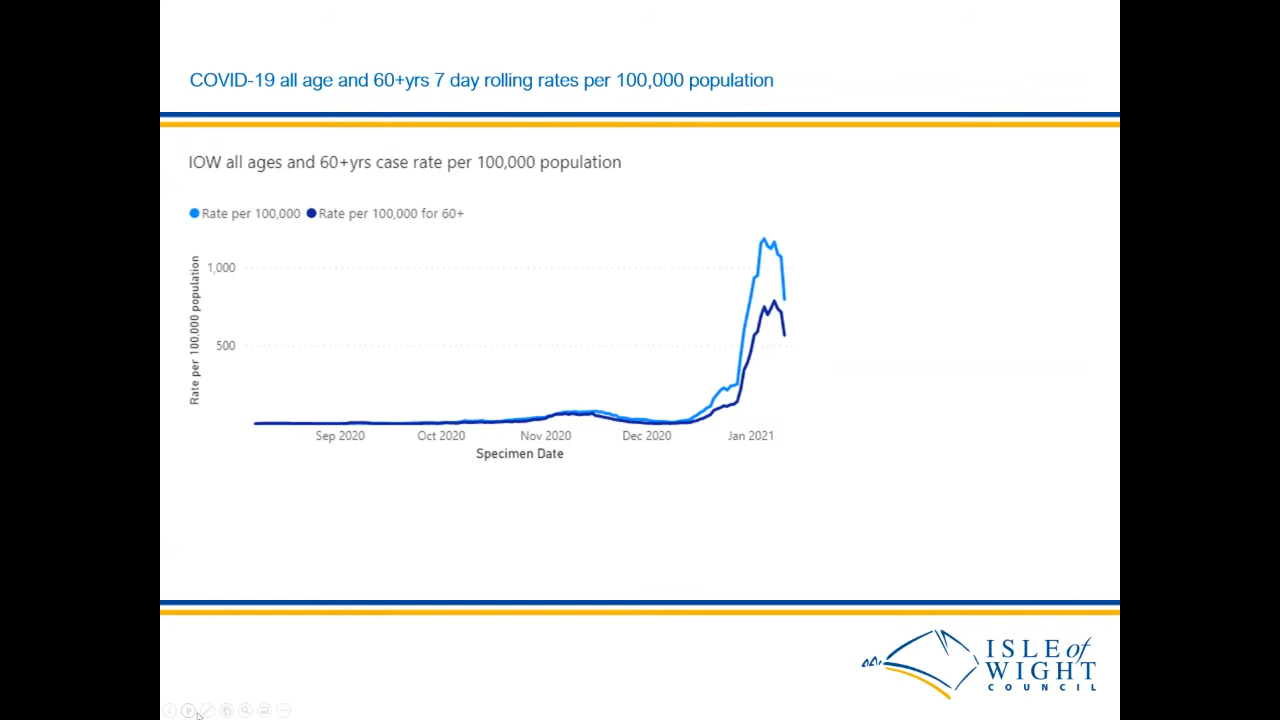 COVID-19 all age and 60+yrs 7 day rolling rates per 100,000 population
IOW all ages and 60+yrs case rate per 100,000 population
Rate per 100,000 Rate per 100,000 for 60+
Rate per 100,000 population
1,000
500
Sep 2020 Oct 2020 Nov 2020 Dec 2020 Jan 2021
Specimen Date
ISLE of
WIGHT
COUNCIL